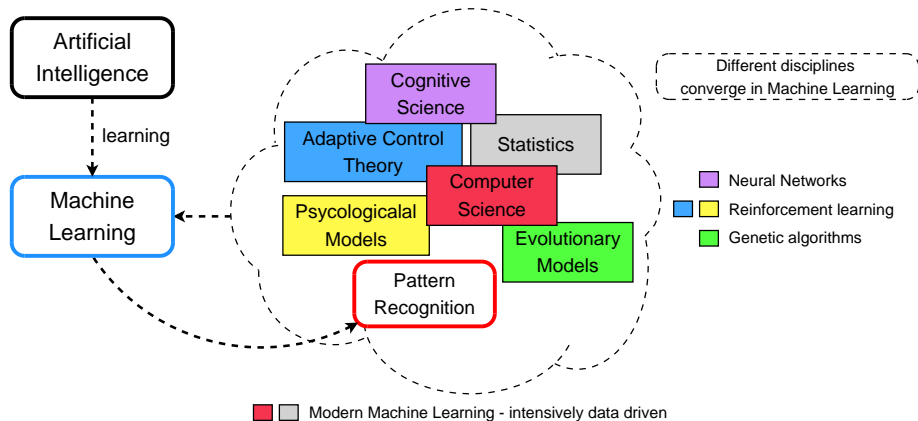 Artificial
Intelligence
learning
Machine
Learning
Cognitive
Science
Adaptive Control
Theory
Statistics
Computer
Science
Psycologicalal
Models
Evolutionary
Models
Pattern
Recognition
Different disciplines
converge in Machine Learning
Neural Networks
Reinforcement learning
Genetic algorithms
Modern Machine Learning - intensively data driven